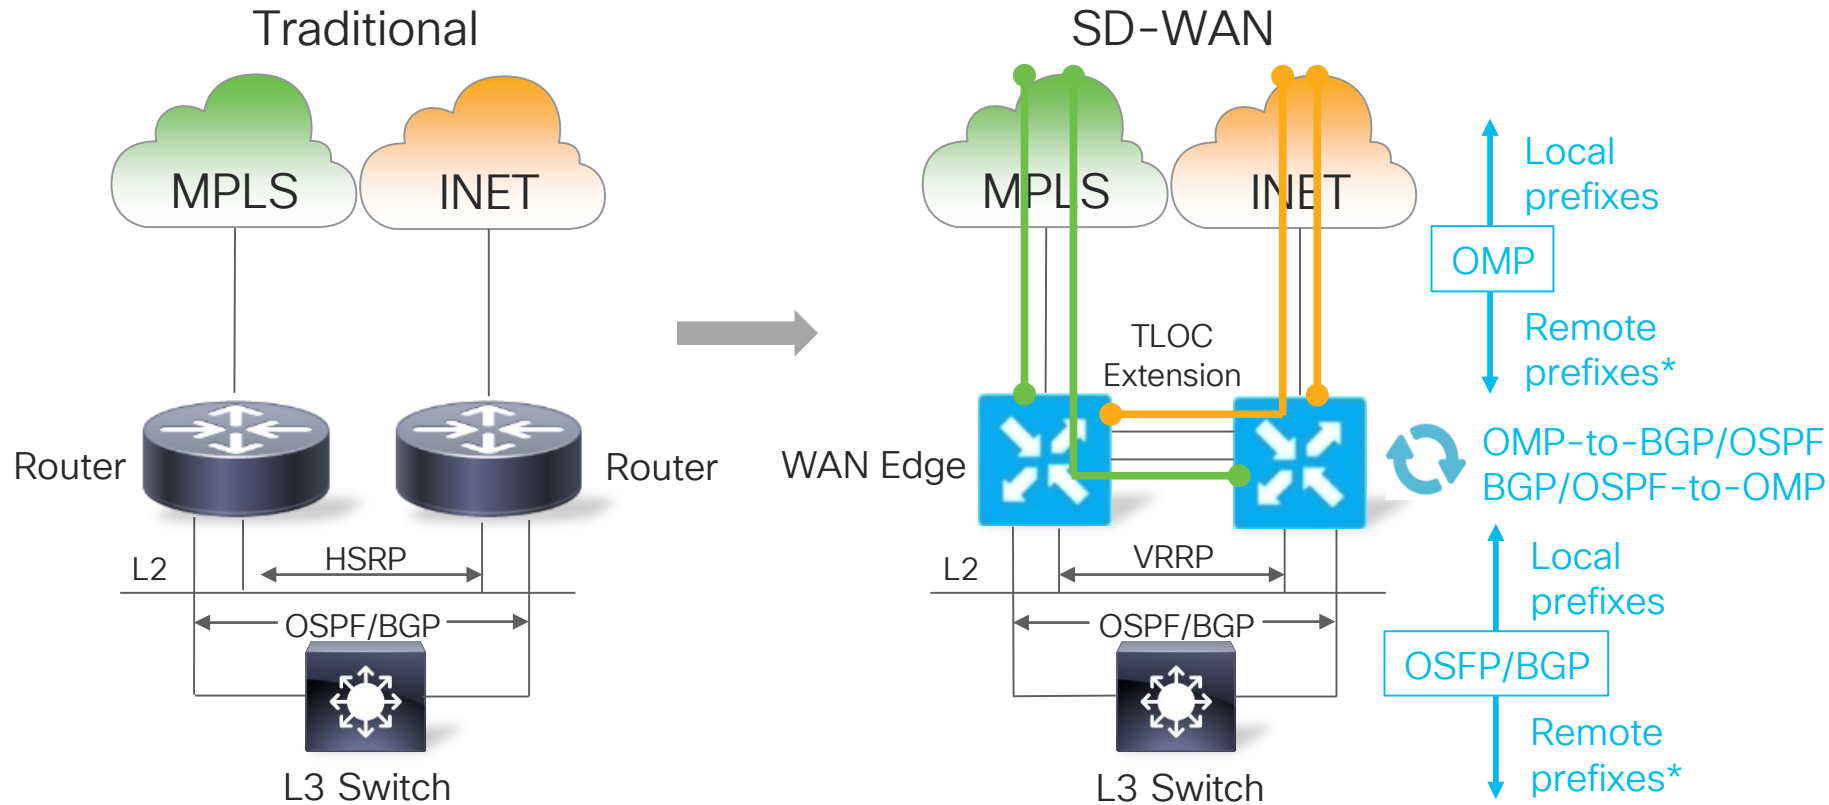 Traditional
MPLS
INET
Router
Router
HSRP
L2
OSPF/BGP
L3 Switch
SD-WAN
MPLS
INET
TLOC
Extension
WAN Edge
VRRP
L2
OSPF/BGP
L3 Switch
Local
prefixes
OMP
Remote
prefixes*
OMP-to-BGP/OSPF
BGP/OSPF-to-OMP
Local
prefixes
OSFP/BGP
Remote
prefixes*